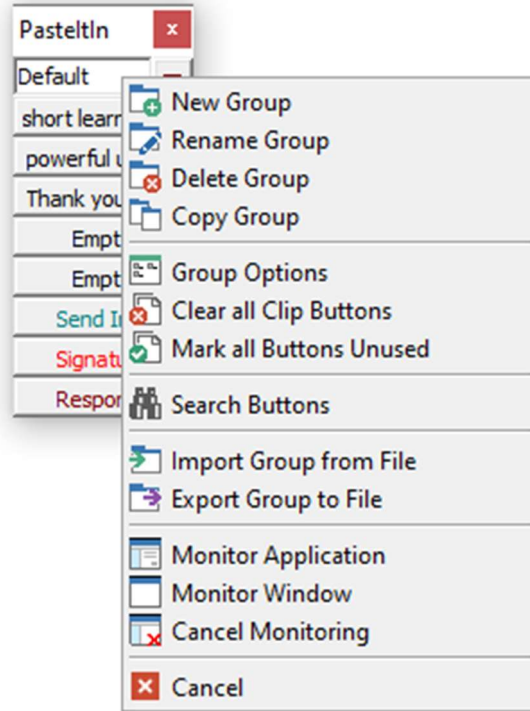 PasteItIn
Default
short learn
powerful
Thank you
Empt
Empt
Send I
Signatu
Respon
New Group
Rename Group
Delete Group
Copy Group
Group Options
Clear all Clip Buttons
Mark all Buttons Unused
Search Buttons
Import Group from File
Export Group to File
Monitor Application
Monitor Window
Cancel Monitoring
Cancel